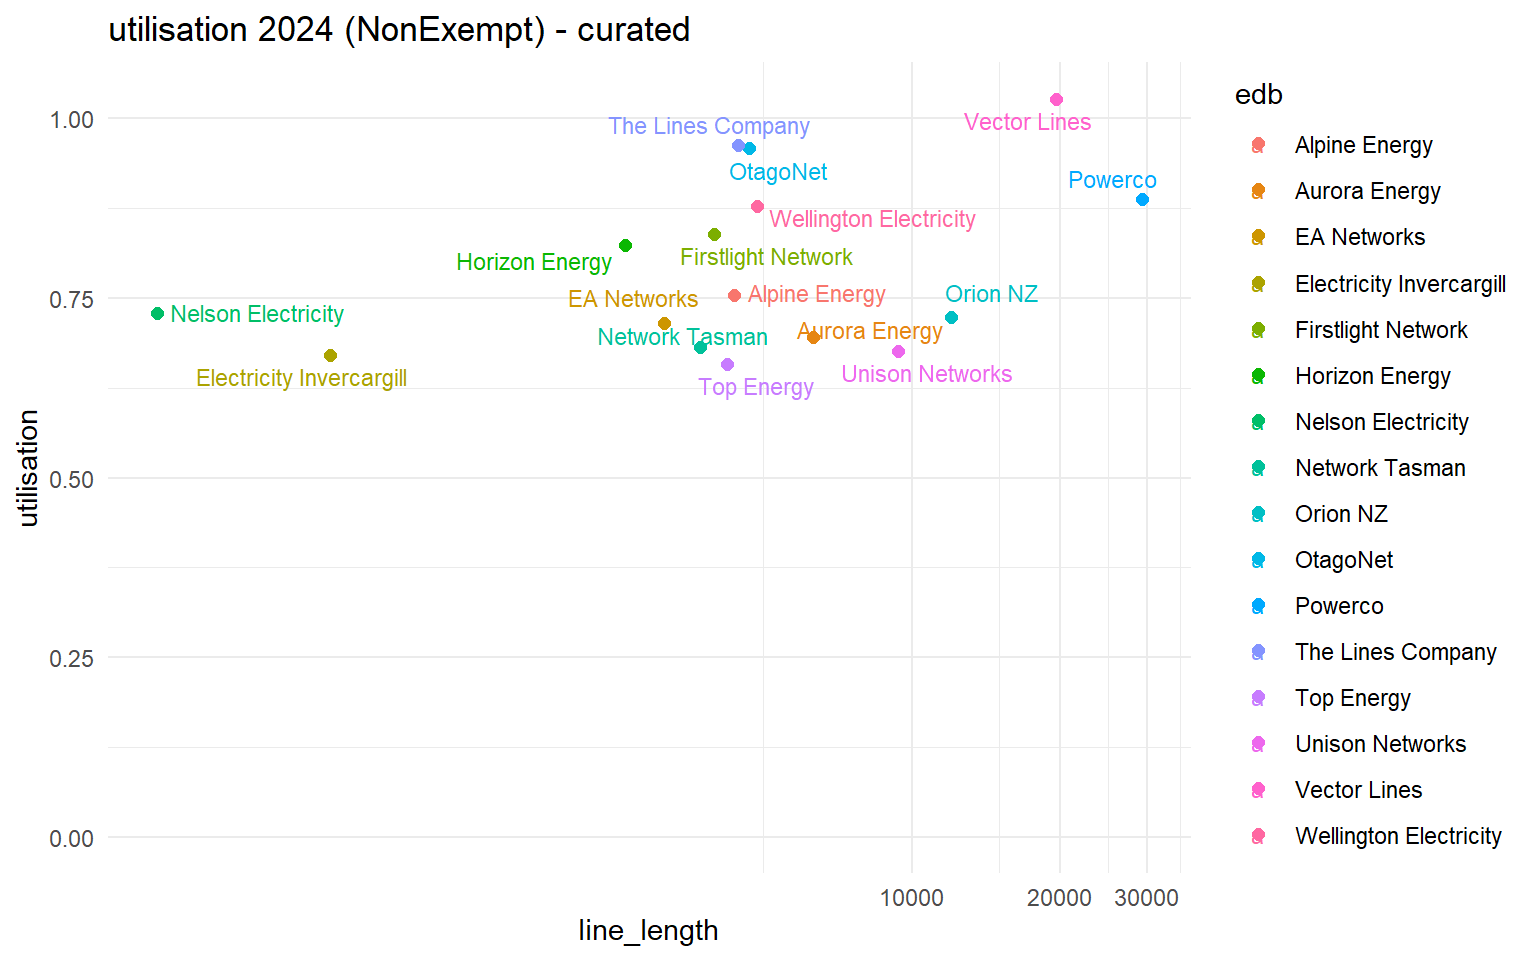 utilisation 2024 (NonExempt) - curated
utilisation
1.00
0.75
0.50
0.25
0.00
Vector Lines
The Lines Company
OtagoNet
Powerco
Wellington Electricity
Firstlight Network
Horizon Energy
Alpine Energy
Orion NZ
EA Networks
Nelson Electricity
Aurora Energy
Network Tasman
Unison Networks
Electricity Invercargill
Top Energy
10000
20000
30000
line_length
edb
a Alpine Energy
a Aurora Energy
a EA Networks
a Electricity Invercargill
a Firstlight Network
a Horizon Energy
a Nelson Electricity
a Network Tasman
a Orion NZ
a OtagoNet
a Powerco
a The Lines Company
a Top Energy
a Unison Networks
a Vector Lines
a Wellington Electricity